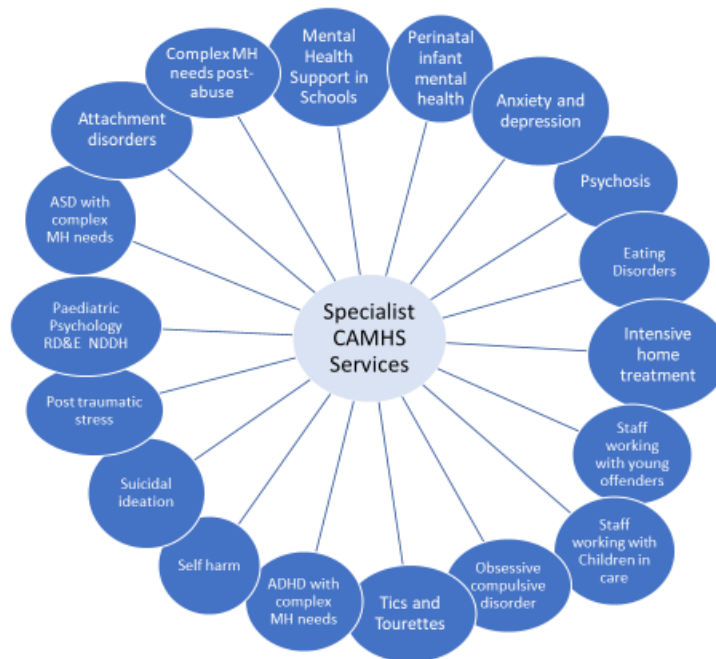 Mental
Health
Support in
Schools
Perinatal
infant
mental
health
Anxiety and
depression
Psychosis
Eating
Disorders
Intensive
home
treatment
Staff
working
with young
offenders
Staff
working with
Children in
care
Obsessive
compulsive
disorder
Tics and
Tourettes
ADHD with
complex
MH needs
Self harm
Suicidal
ideation
Post traumatic
stress
Paediatric
Psychology
RD&E  NDDH
ASD with
complex
MH needs
Attachment
disorders
Complex MH
needs post-
abuse
Specialist
CAMHS
Services